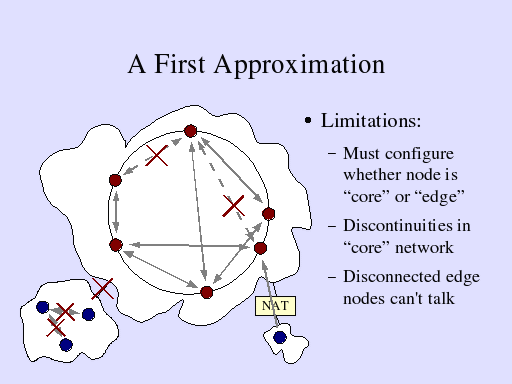 A First Approximation
• Limitations:
– Must configure
whether node is
“core” or “edge”
– Discontinuities in
“core” network
– Disconnected edge
nodes can't talk
NAT